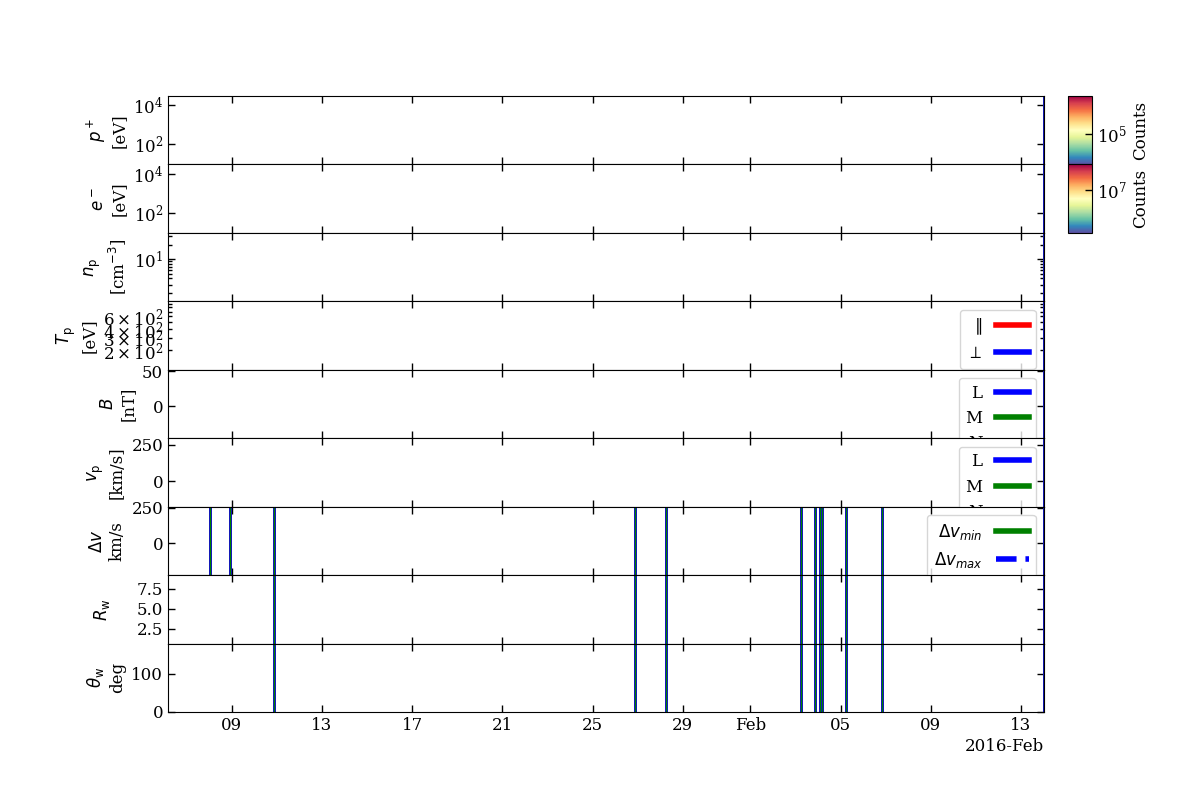 p⁺ [eV]
10⁴
10²
10⁵
Counts
e⁻ [eV]
10⁴
10²
10⁷
Counts
nₚ [cm⁻³]
10¹
Tₚ [eV]
6 × 10²
4 × 10²
3 × 10²
2 × 10²
∥
⊥
B [nT]
50
0
L
M
vₚ [km/s]
250
0
L
M
Δv km/s
250
0
Δv_min
Δv_max
R_w
7.5
5.0
2.5
θ_w deg
100
0
09 13 17 21 25 29 Feb 05 09 13
2016-Feb